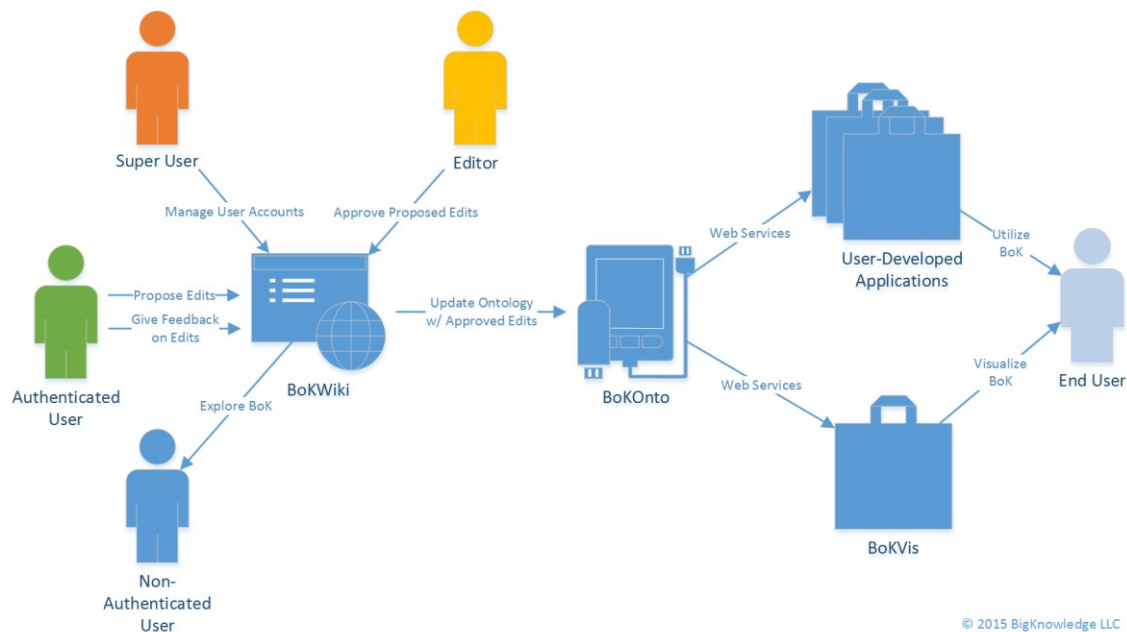 Super User
Editor
Manage User Accounts
Approve Proposed Edits
Propose Edits
Give Feedback
on Edits
Authenticated
User
BoKWiki
Explore BoK
Non-
Authenticated
User
Update Ontology
w/ Approved Edits
BoKOnto
Web Services
Web Services
User-Developed
Applications
BoKVis
Utilize
BoK
Visualize
BoK
End User
© 2015 BigKnowledge LLC